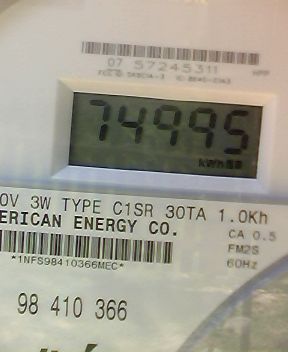 07 57245311
74995
0V 3W TYPE C1SR 30TA 1.0Kh
ERICAN ENERGY CO.
CA 0.5
FM2S
*1NFS98410366MEC*
60Hz
98 410 366